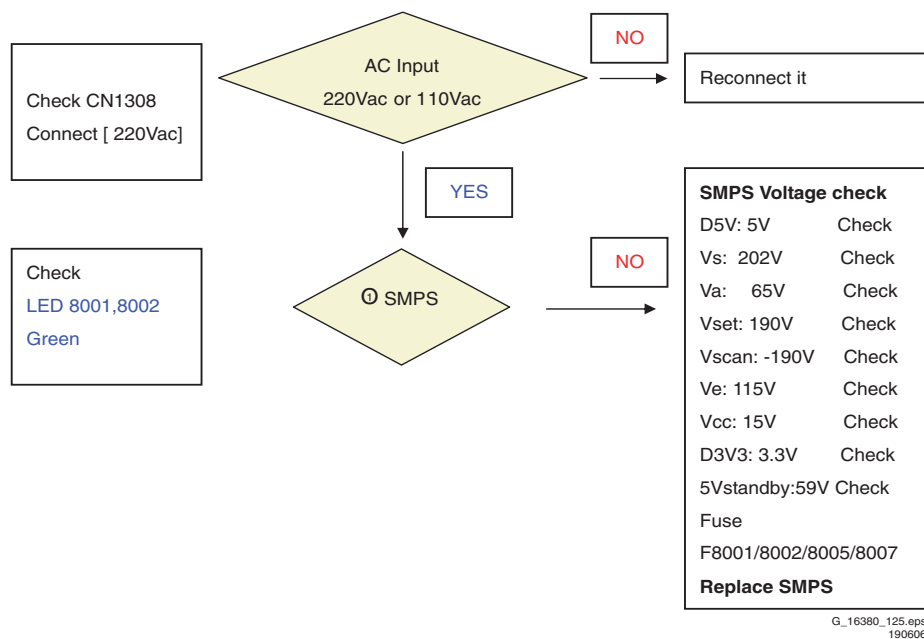 NO
AC Input
220Vac or 110Vac
Check CN1308
Connect [ 220Vac]
Reconnect it
YES
Check
LED 8001,8002
Green
① SMPS
NO
SMPS Voltage check
D5V: 5V Check
Vs: 202V Check
Va: 65V Check
Vset: 190V Check
Vscan: -190V Check
Ve: 115V Check
Vcc: 15V Check
D3V3: 3.3V Check
5Vstandby:59V Check
Fuse
F8001/8002/8005/8007
Replace SMPS
G_16380_125.eps